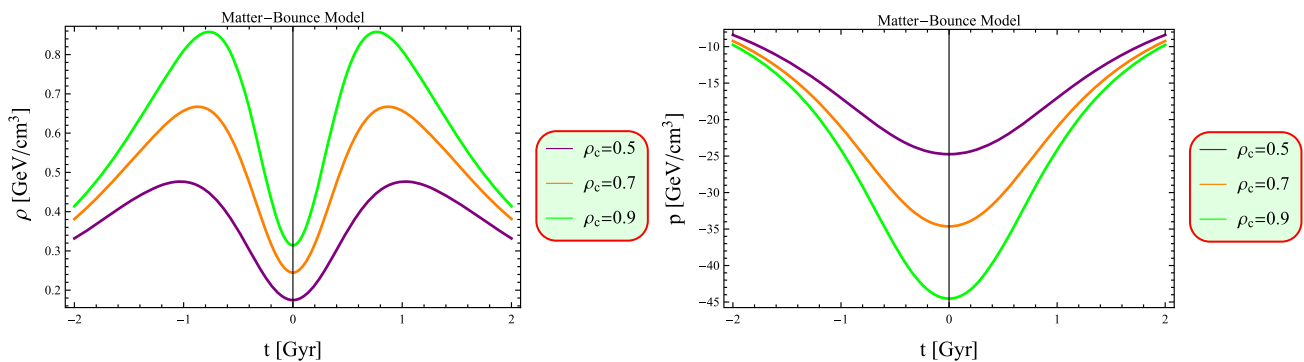 Matter−Bounce Model
0.8
0.7
0.6
0.5
0.4
0.3
0.2
ρ [GeV/cm³]
−2 −1 0 1 2
t [Gyr]
ρc=0.5
ρc=0.7
ρc=0.9
Matter−Bounce Model
−10
−15
−20
−25
−30
−35
−40
−45
p [GeV/cm³]
−2 −1 0 1 2
t [Gyr]
ρc=0.5
ρc=0.7
ρc=0.9